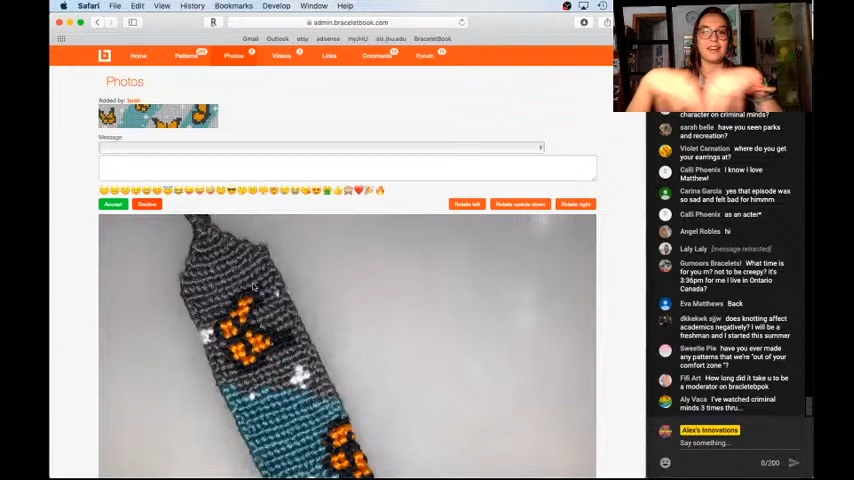 Safari File Edit View History Bookmarks Develop Window Help
admin.braceletbook.com
Gmail Outlook etsy adsense myJHU sis.jhu.edu BraceletBook
Home Patterns Photos Videos Links Comments Forum
Photos
Added by:
Message:
Accept Decline Rotate left Rotate upside down Rotate right
character on criminal minds?
sarah belle have you seen parks
and recreation?
Violet Carnation where do you
get your earrings at?
Calli Phoenix I know I love
Matthew!
Carina Garcia yes that episode was
so sad and felt bad for himmm
Calli Phoenix as an acter*
Angel Robles hi
Laly Laly [message retracted]
Gumoors Bracelets! What time is
for you m? not to be creepy? it's
3:36pm for me I live in Ontario
Canada?
Eva Matthews Back
dkkekwk sjjw does knotting affect
academics negatively? I will be a
freshman and I started this summer
Sweetie Pie have you ever made
any patterns that we're "out of your
comfort zone "?
Fifi Art How long did it take u to be
a moderator on bracletebpok
Aly Vaca I've watched criminal
minds 3 times thru...
Alex's Innovations
Say something...
0/200